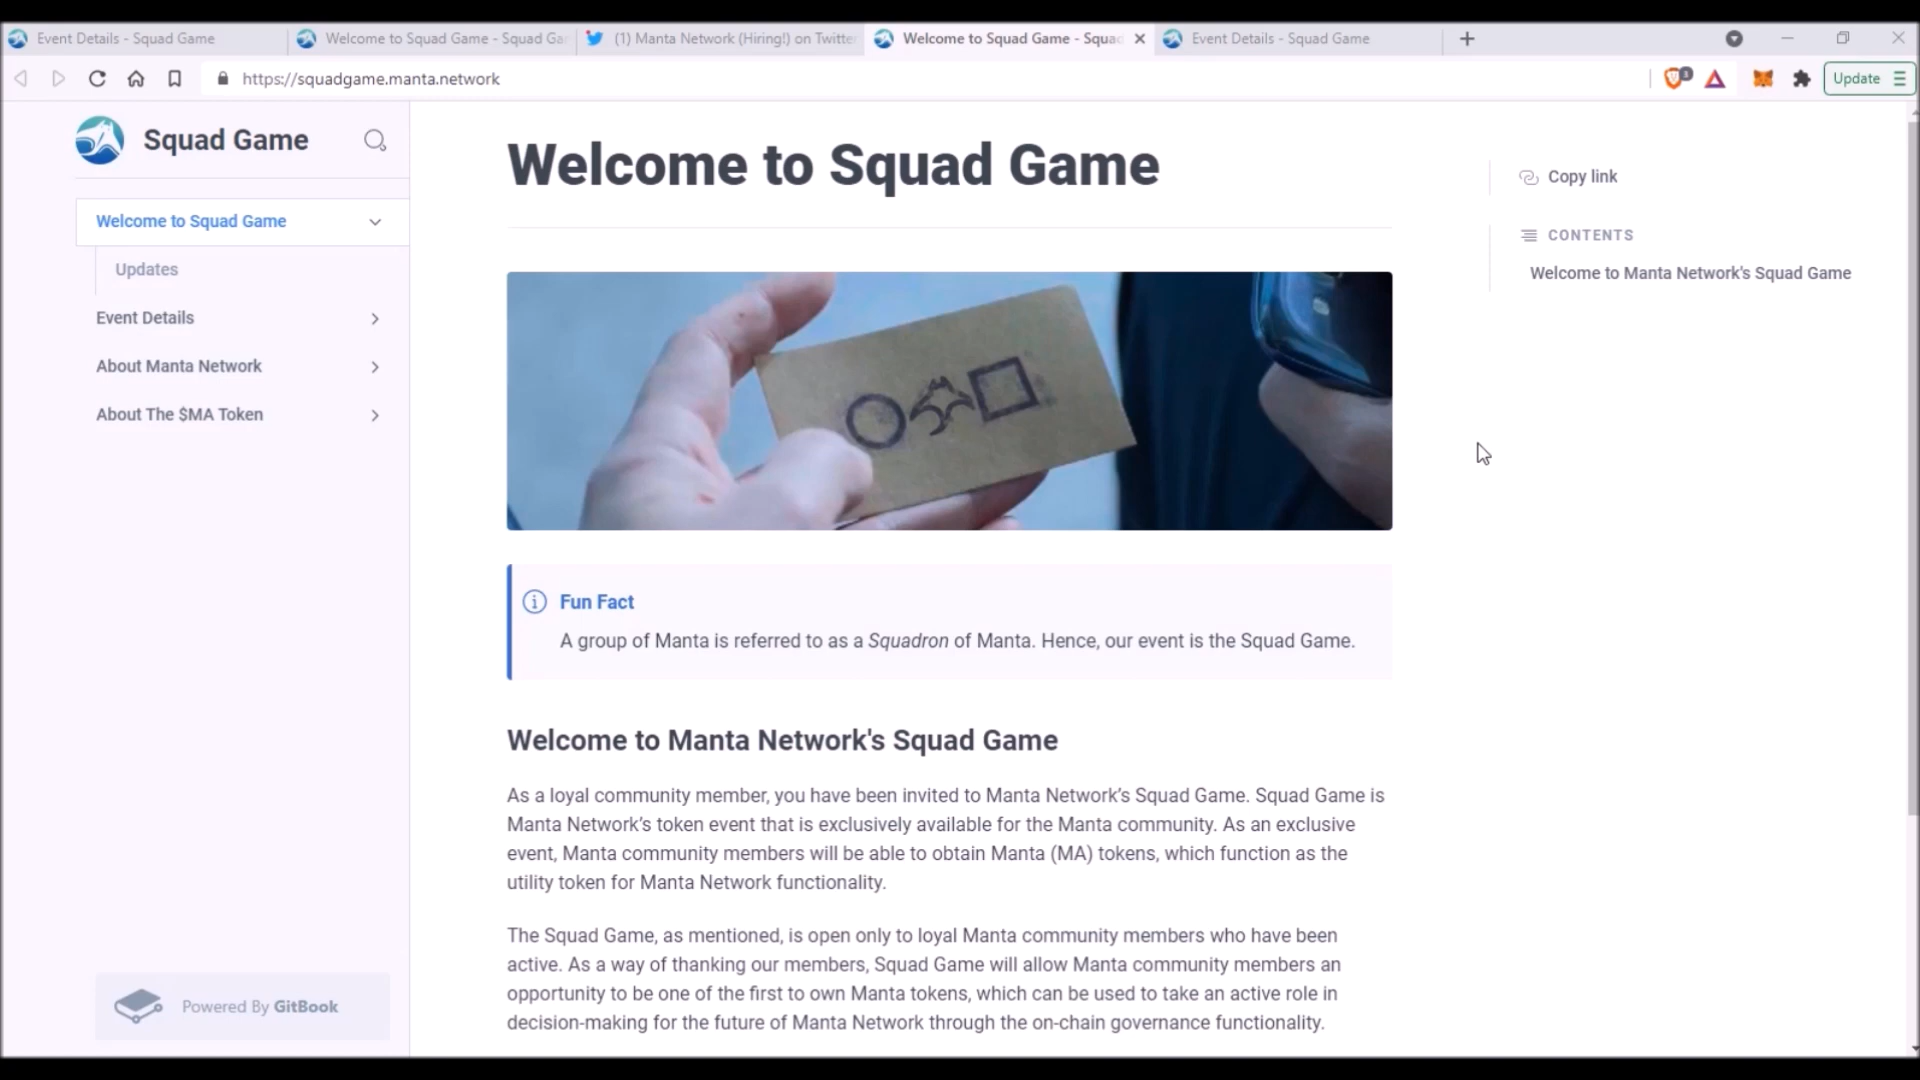 Event Details - Squad Game
Welcome to Squad Game - Squad Ga
(1) Manta Network (Hiring!) on Twitte
Welcome to Squad Game - Squa
Event Details - Squad Game
https://squadgame.manta.network
Update
Squad Game
Welcome to Squad Game
Updates
Event Details
About Manta Network
About The $MA Token
Powered By GitBook
Welcome to Squad Game
Fun Fact
A group of Manta is referred to as a Squadron of Manta. Hence, our event is the Squad Game.
Welcome to Manta Network's Squad Game
As a loyal community member, you have been invited to Manta Network’s Squad Game. Squad Game is
Manta Network’s token event that is exclusively available for the Manta community. As an exclusive
event, Manta community members will be able to obtain Manta (MA) tokens, which function as the
utility token for Manta Network functionality.
The Squad Game, as mentioned, is open only to loyal Manta community members who have been
active. As a way of thanking our members, Squad Game will allow Manta community members an
opportunity to be one of the first to own Manta tokens, which can be used to take an active role in
decision-making for the future of Manta Network through the on-chain governance functionality.
Copy link
CONTENTS
Welcome to Manta Network's Squad Game